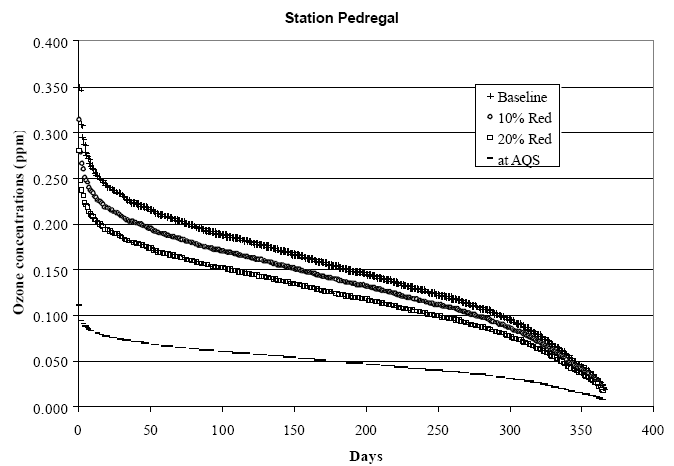 Station Pedregal
Ozone concentrations (ppm)
0.400
0.350
0.300
0.250
0.200
0.150
0.100
0.050
0.000
Baseline
10% Red
20% Red
at AQS
0 50 100 150 200 250 300 350 400
Days